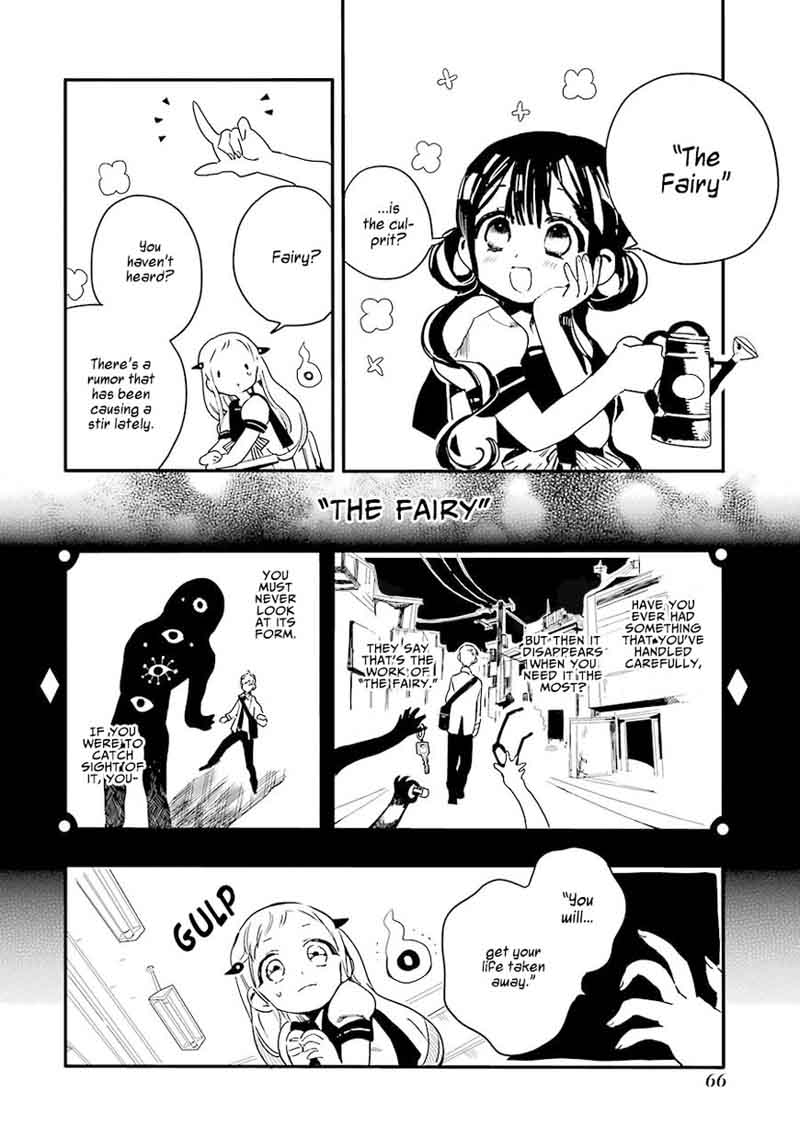 "The
Fairy"
...is
the cul-
prit?
Fairy?
You
haven't
heard?
There's a
rumor that
has been
causing a
stir lately.
"THE FAIRY"
HAVE YOU
EVER HAD
SOMETHING
THAT YOU'VE
HANDLED
CAREFULLY,
BUT THEN IT
DISAPPEARS
WHEN YOU
NEED IT THE
MOST?
THEY SAY
THAT'S THE
WORK OF
"THE FAIRY."
YOU
MUST
NEVER
LOOK
AT ITS
FORM.
IF YOU
WERE TO
CATCH
SIGHT OF
IT, YOU-
"You
will...
get your
life taken
away."
GULP
66